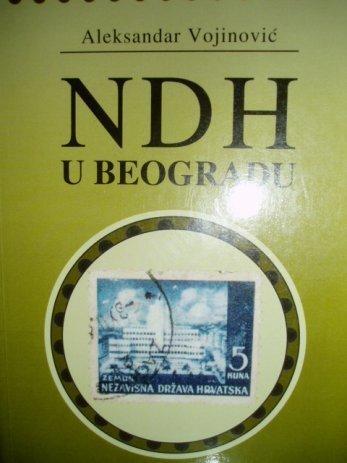 Aleksandar Vojinović
NDH
U BEOGRADU
5
KUNA
ZEMUN
NEZAVISNA DRŽAVA HRVATSKA